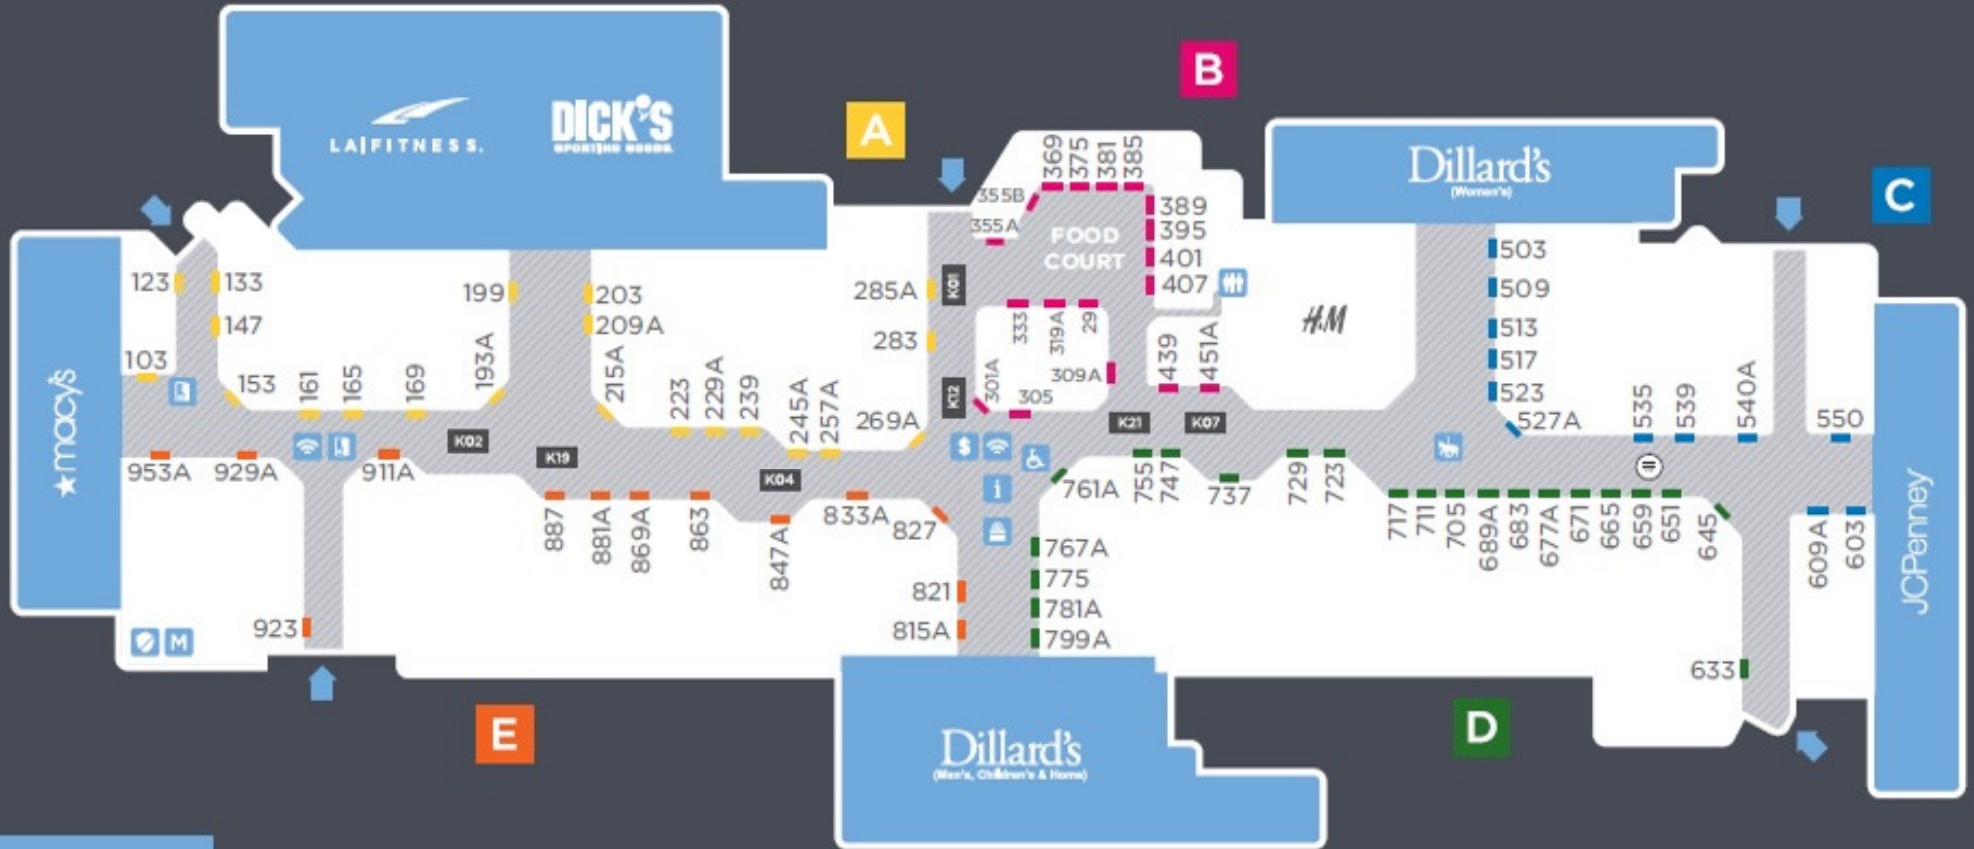 B
A
C
D
E
LA|FITNESS.
DICK'S
SPORTING GOODS.
Dillard's
(Women's)
★macy's
H&M
JCPenney
Dillard's
(Men's, Children's & Home)
FOOD
COURT
123
133
147
103
153
161
165
169
193A
199
203
209A
215A
223
229A
239
245A
257A
269A
283
285A
K01
K12
355B
355A
369
375
381
385
389
395
401
407
333
319A
29
301A
305
309A
439
451A
K21
K07
503
509
513
517
523
527A
535
539
540A
550
609A
603
633
645
651
659
665
671
677A
683
689A
705
711
717
723
729
737
747
755
761A
767A
775
781A
799A
815A
821
827
833A
847A
863
869A
881A
887
K04
K19
K02
911A
923
929A
953A
M
$
i